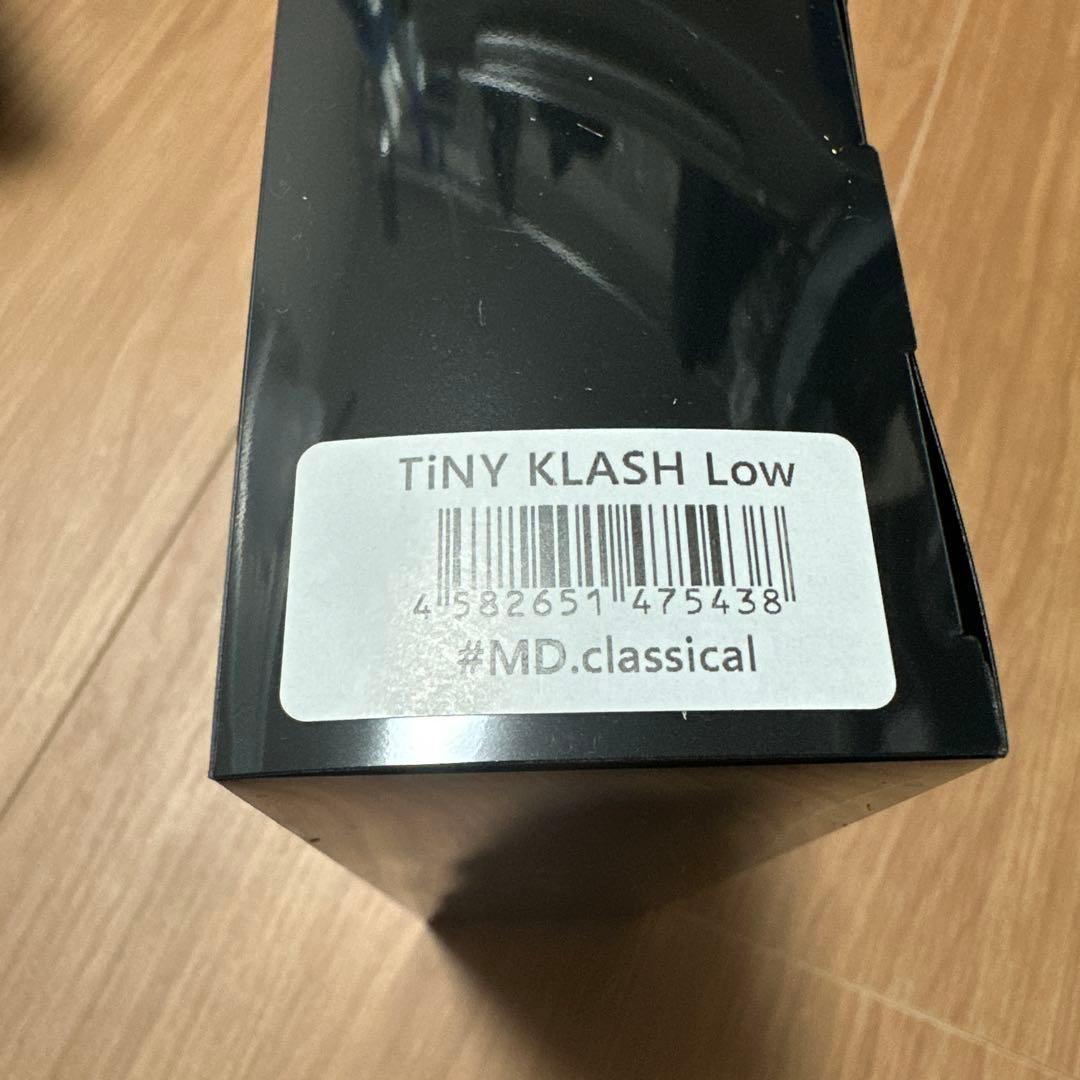 TiNY KLASH Low
4 582651 475438
#MD.classical